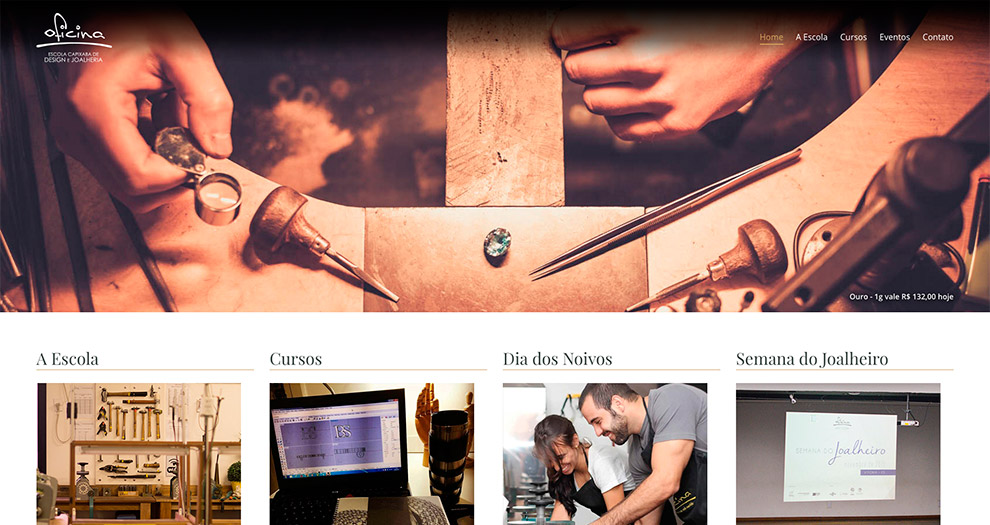 oficina
ESCOLA CAPIXABA DE
DESIGN E JOALHERIA
Home A Escola Cursos Eventos Contato
Ouro - 1g vale R$ 132,00 hoje
A Escola Cursos Dia dos Noivos Semana do Joalheiro
SEMANA DO Joalheiro